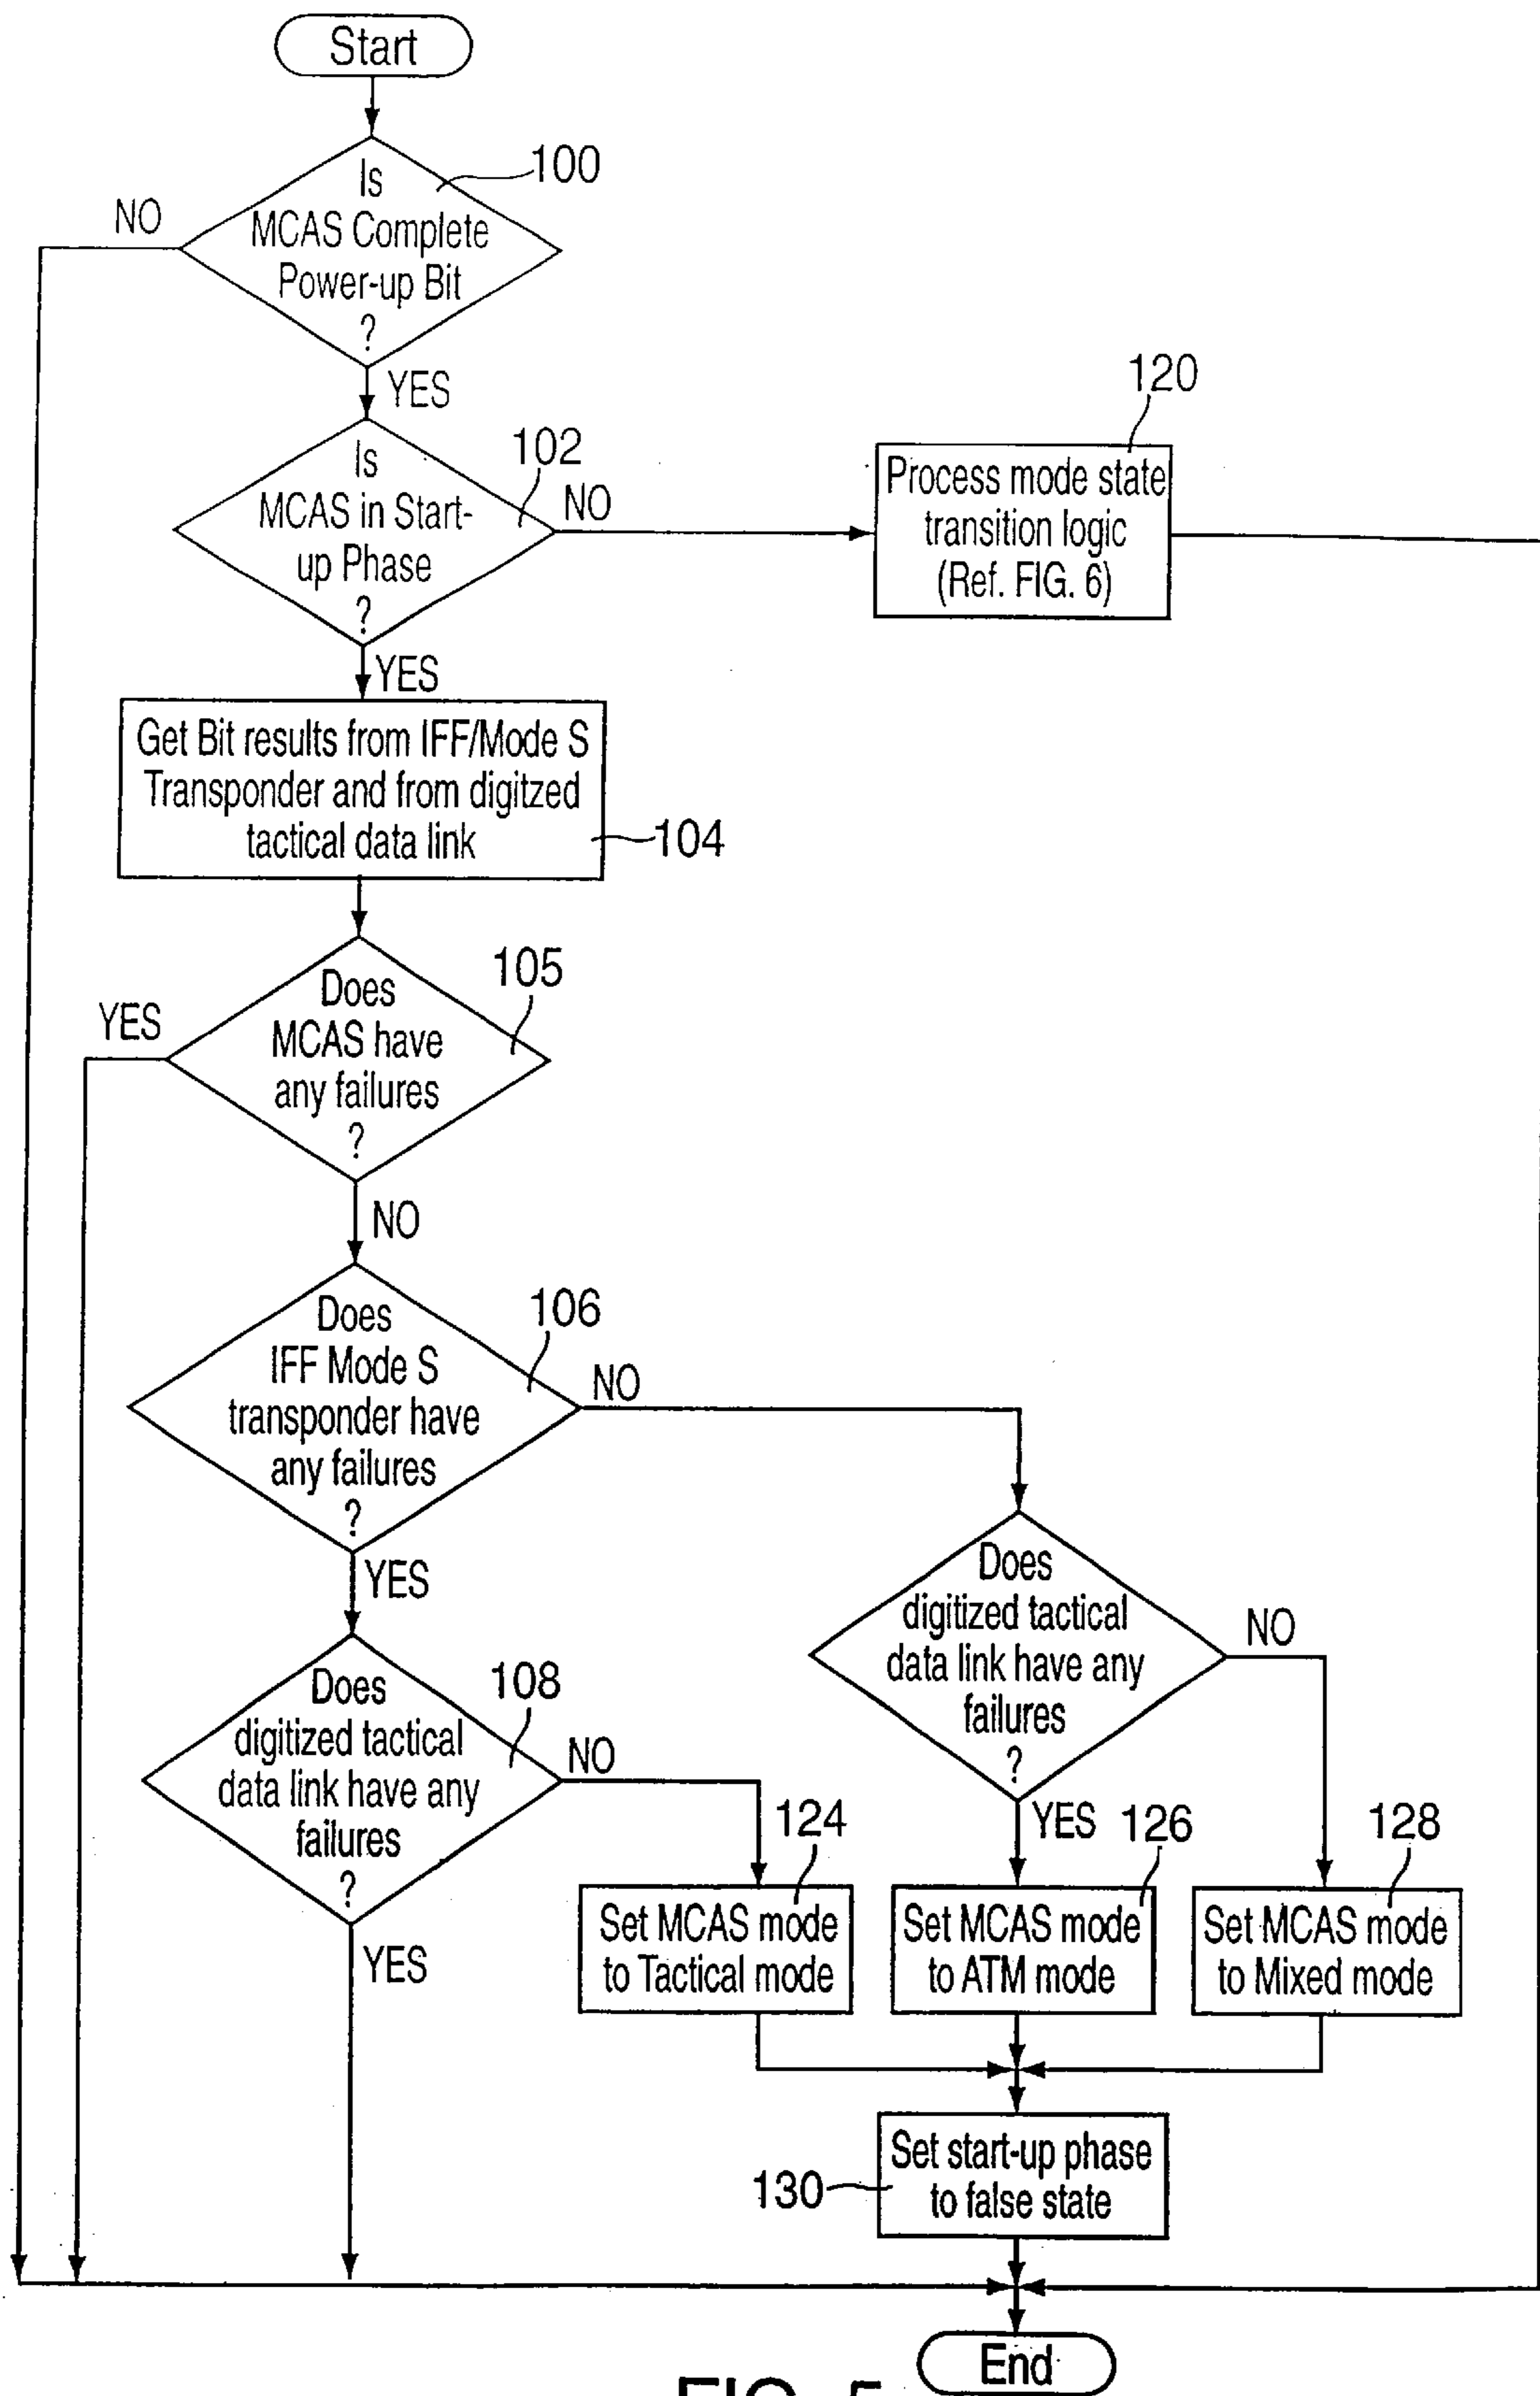 Start
100
Is
MCAS Complete
Power-up Bit
?
NO
YES
102
Is
MCAS in Start-
up Phase
?
NO
YES
120
Process mode state
transition logic
(Ref. FIG. 6)
Get Bit results from IFF/Mode S
Transponder and from digitzed
tactical data link
104
105
Does
MCAS have
any failures
?
YES
NO
106
Does
IFF Mode S
transponder have
any failures
?
NO
YES
Does
digitized tactical
data link have any
failures
?
NO
YES
108
Does
digitized tactical
data link have any
failures
?
NO
YES
124
Set MCAS mode
to Tactical mode
126
Set MCAS mode
to ATM mode
128
Set MCAS mode
to Mixed mode
130
Set start-up phase
to false state
End
FIG. 5